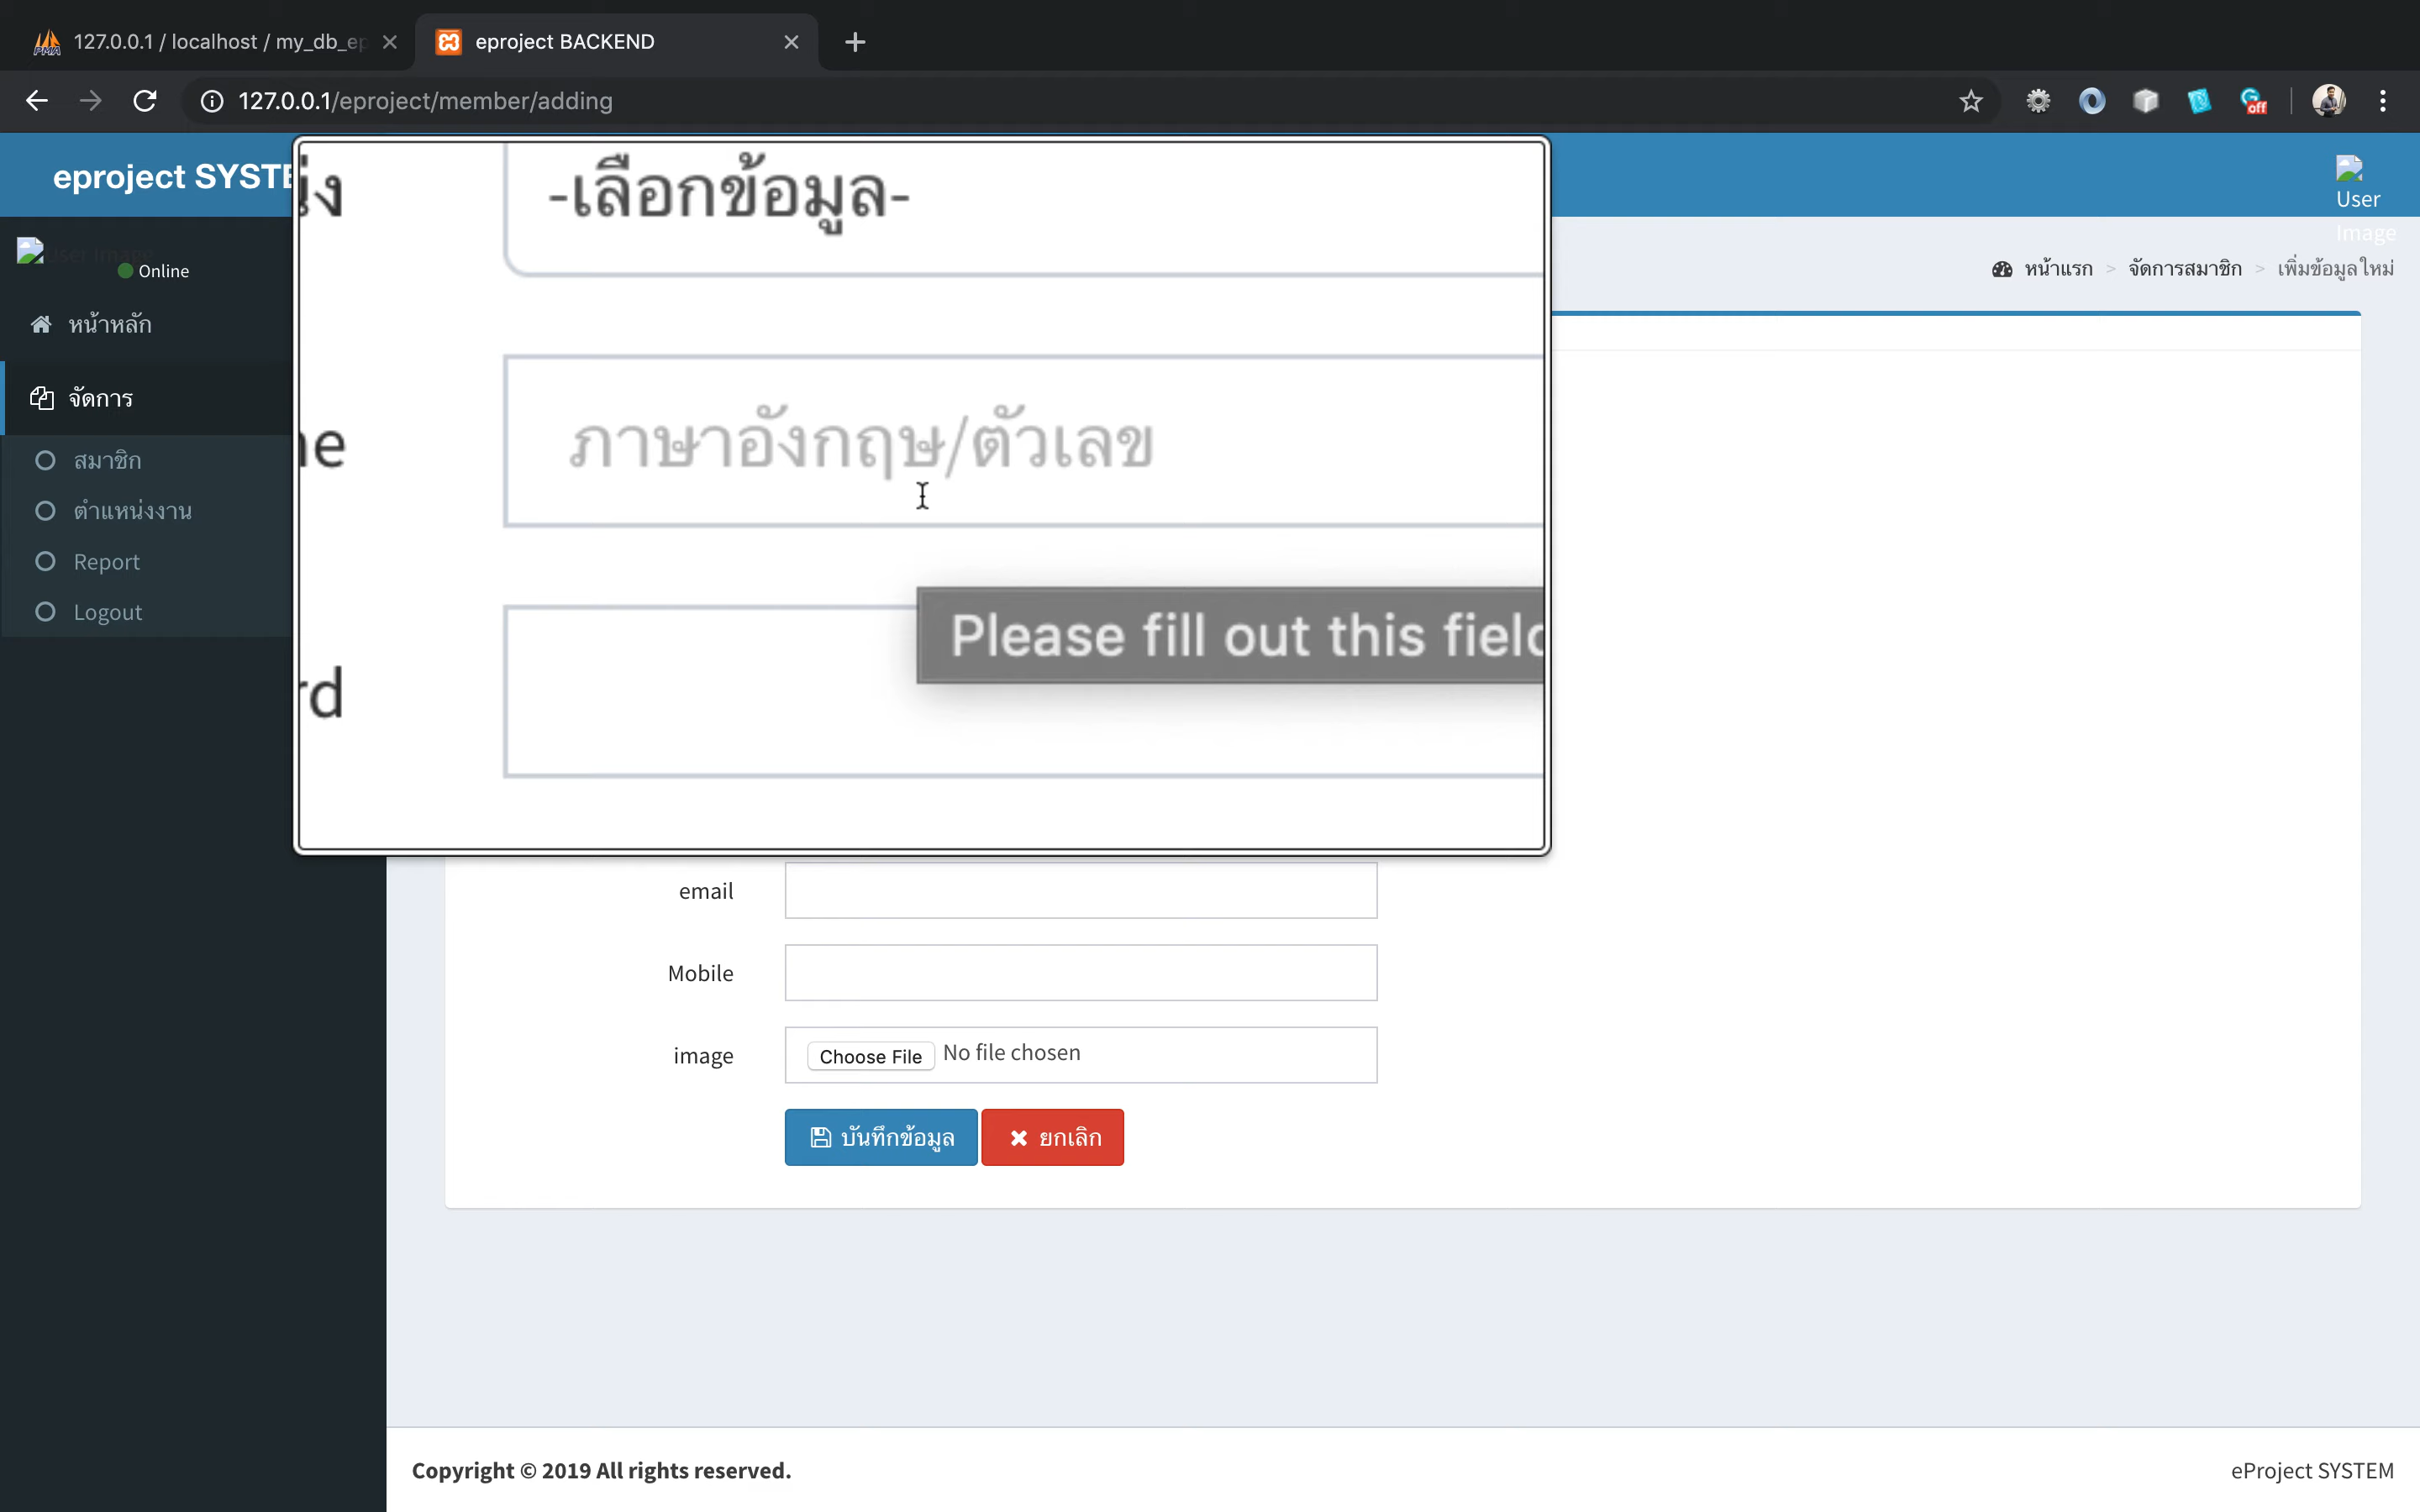 127.0.0.1 / localhost / my_db_ep
eproject BACKEND
127.0.0.1/eproject/member/adding
eproject SYSTE
User
Image
Online
หน้าแรก > จัดการสมาชิก > เพิ่มข้อมูลใหม่
หน้าหลัก
จัดการ
สมาชิก
ตำแหน่งงาน
Report
Logout
-เลือกข้อมูล-
ภาษาอังกฤษ/ตัวเลข
Please fill out this field
email
Mobile
image
Choose File No file chosen
บันทึกข้อมูล
ยกเลิก
Copyright © 2019 All rights reserved.
eProject SYSTEM